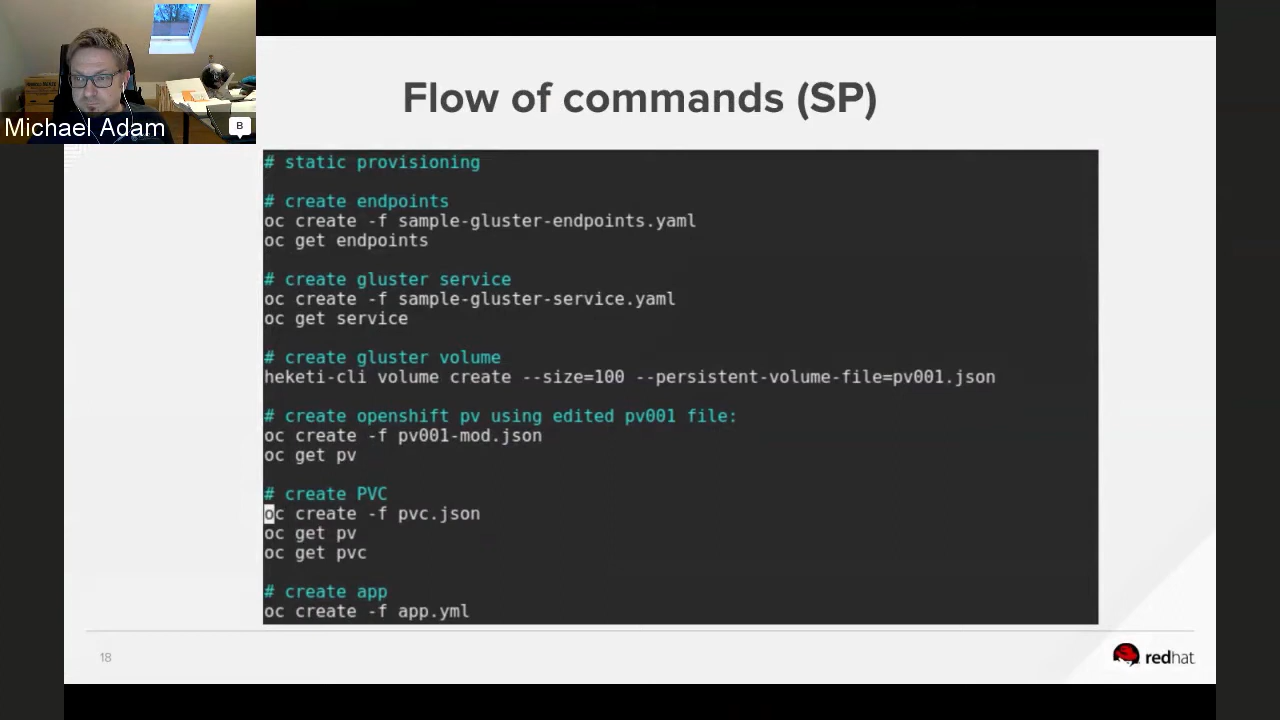 Michael Adam
B
Flow of commands (SP)
# static provisioning
# create endpoints
oc create -f sample-gluster-endpoints.yaml
oc get endpoints
# create gluster service
oc create -f sample-gluster-service.yaml
oc get service
# create gluster volume
heketi-cli volume create --size=100 --persistent-volume-file=pv001.json
# create openshift pv using edited pv001 file:
oc create -f pv001-mod.json
oc get pv
# create PVC
oc create -f pvc.json
oc get pv
oc get pvc
# create app
oc create -f app.yml
18
redhat